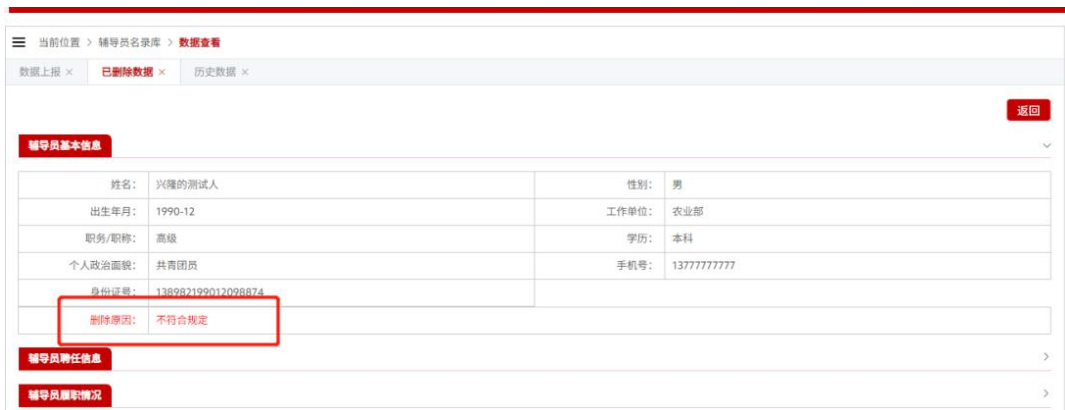 当前位置 > 辅导员名录库 > 数据查看
数据上报 × 已删除数据 × 历史数据 ×
返回
辅导员基本信息
姓名： 兴隆的测试人 性别： 男
出生年月： 1990-12 工作单位： 农业部
职务/职称： 高级 学历： 本科
个人政治面貌： 共青团员 手机号： 13777777777
身份证号： 138982199012098874
删除原因： 不符合规定
辅导员聘任信息
辅导员履职情况